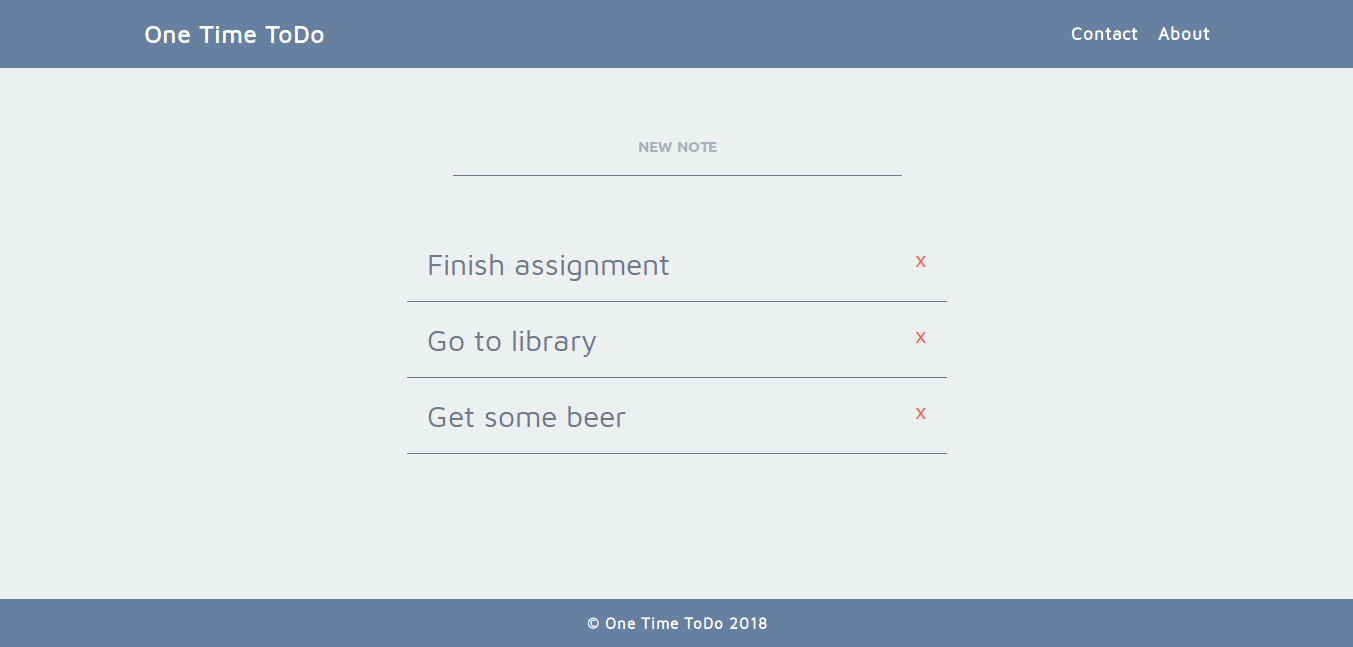 One Time ToDo
Contact About
NEW NOTE
Finish assignment x
Go to library x
Get some beer x
© One Time ToDo 2018